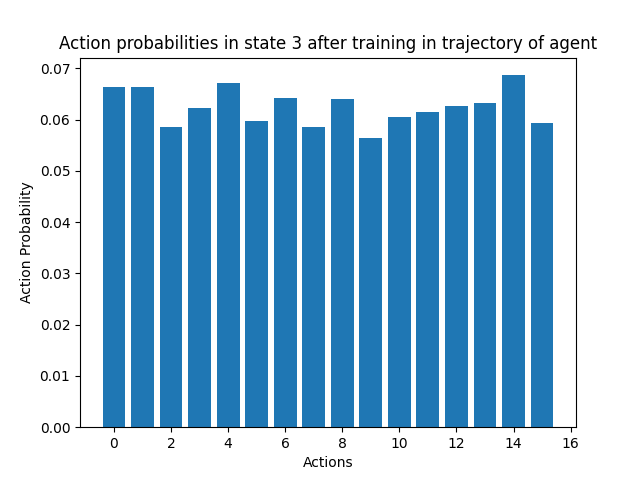 Action probabilities in state 3 after training in trajectory of agent
0.07
0.06
0.05
0.04
0.03
0.02
0.01
0.00
Action Probability
0 2 4 6 8 10 12 14 16
Actions